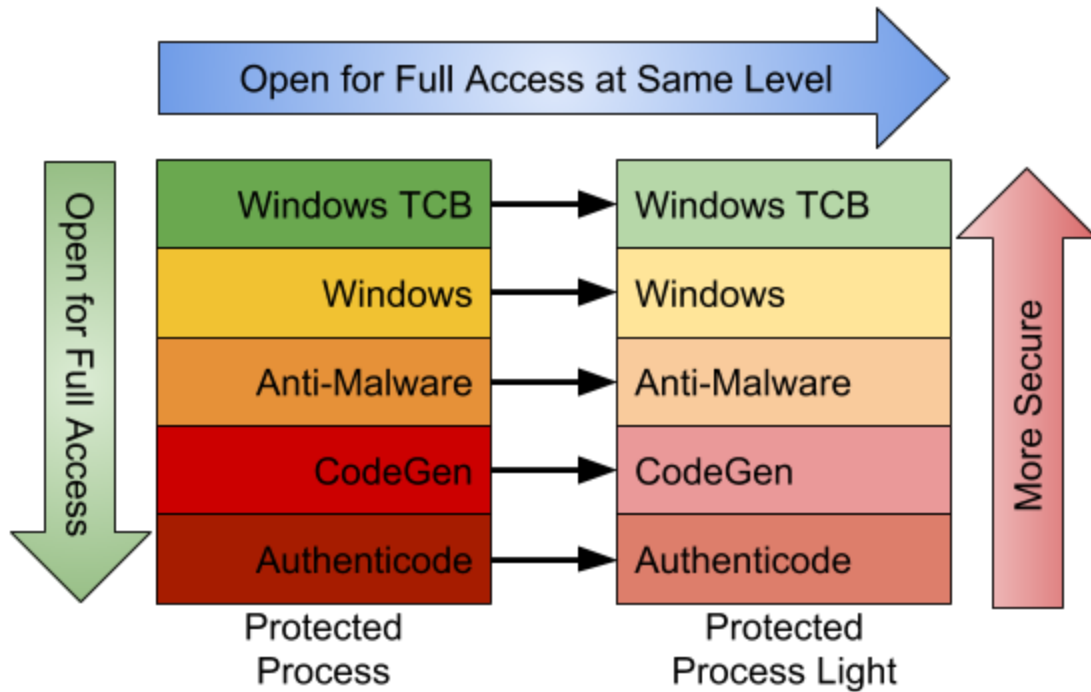 Open for Full Access at Same Level
Open for Full Access
Windows TCB
Windows TCB
Windows
Windows
Anti-Malware
Anti-Malware
CodeGen
CodeGen
Authenticode
Authenticode
More Secure
Protected
Process
Protected
Process Light